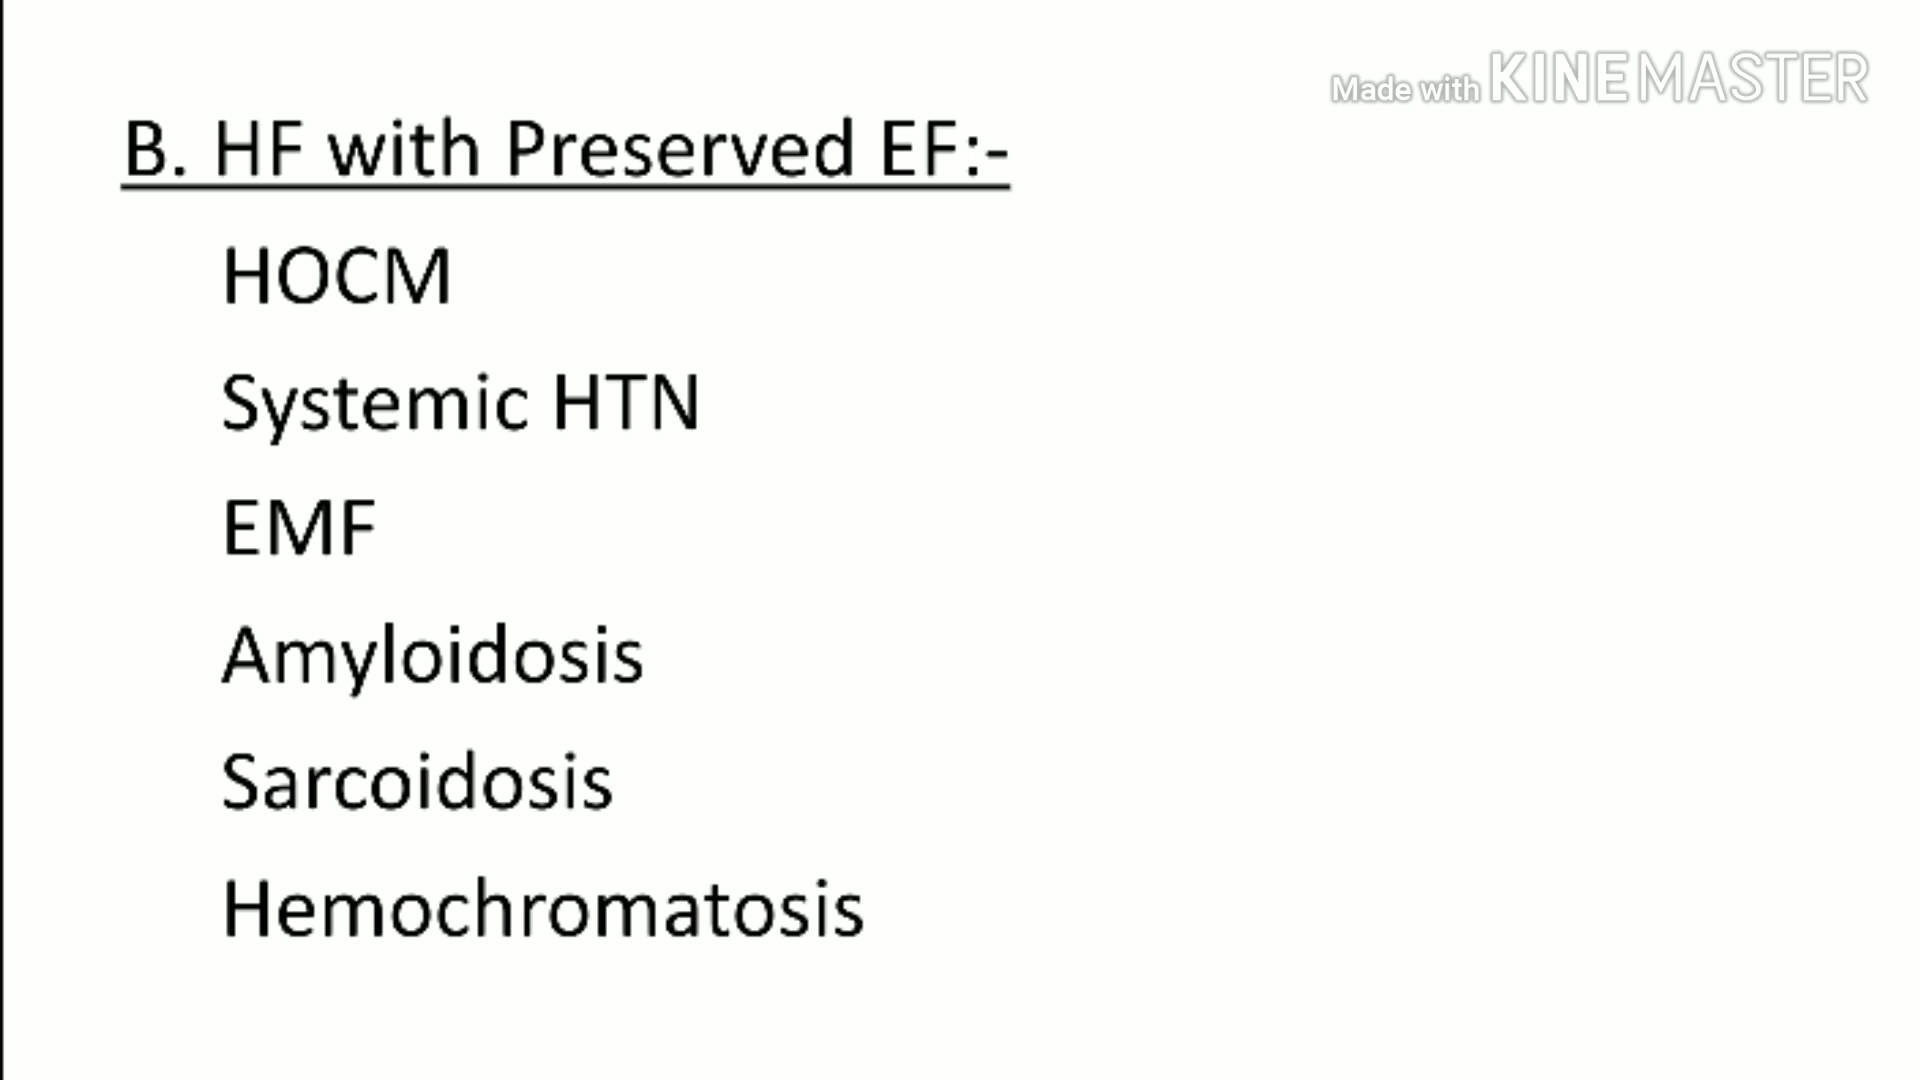 Made with KINEMASTER
B. HF with Preserved EF:-
HOCM
Systemic HTN
EMF
Amyloidosis
Sarcoidosis
Hemochromatosis